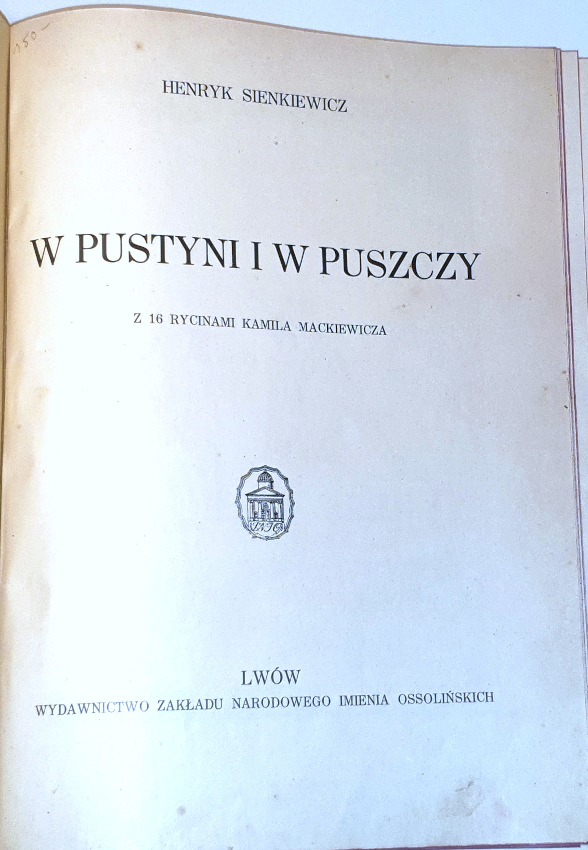 HENRYK SIENKIEWICZ
W PUSTYNI I W PUSZCZY
Z 16 RYCINAMI KAMILA MACKIEWICZA
LWÓW
WYDAWNICTWO ZAKŁADU NARODOWEGO IMIENIA OSSOLIŃSKICH